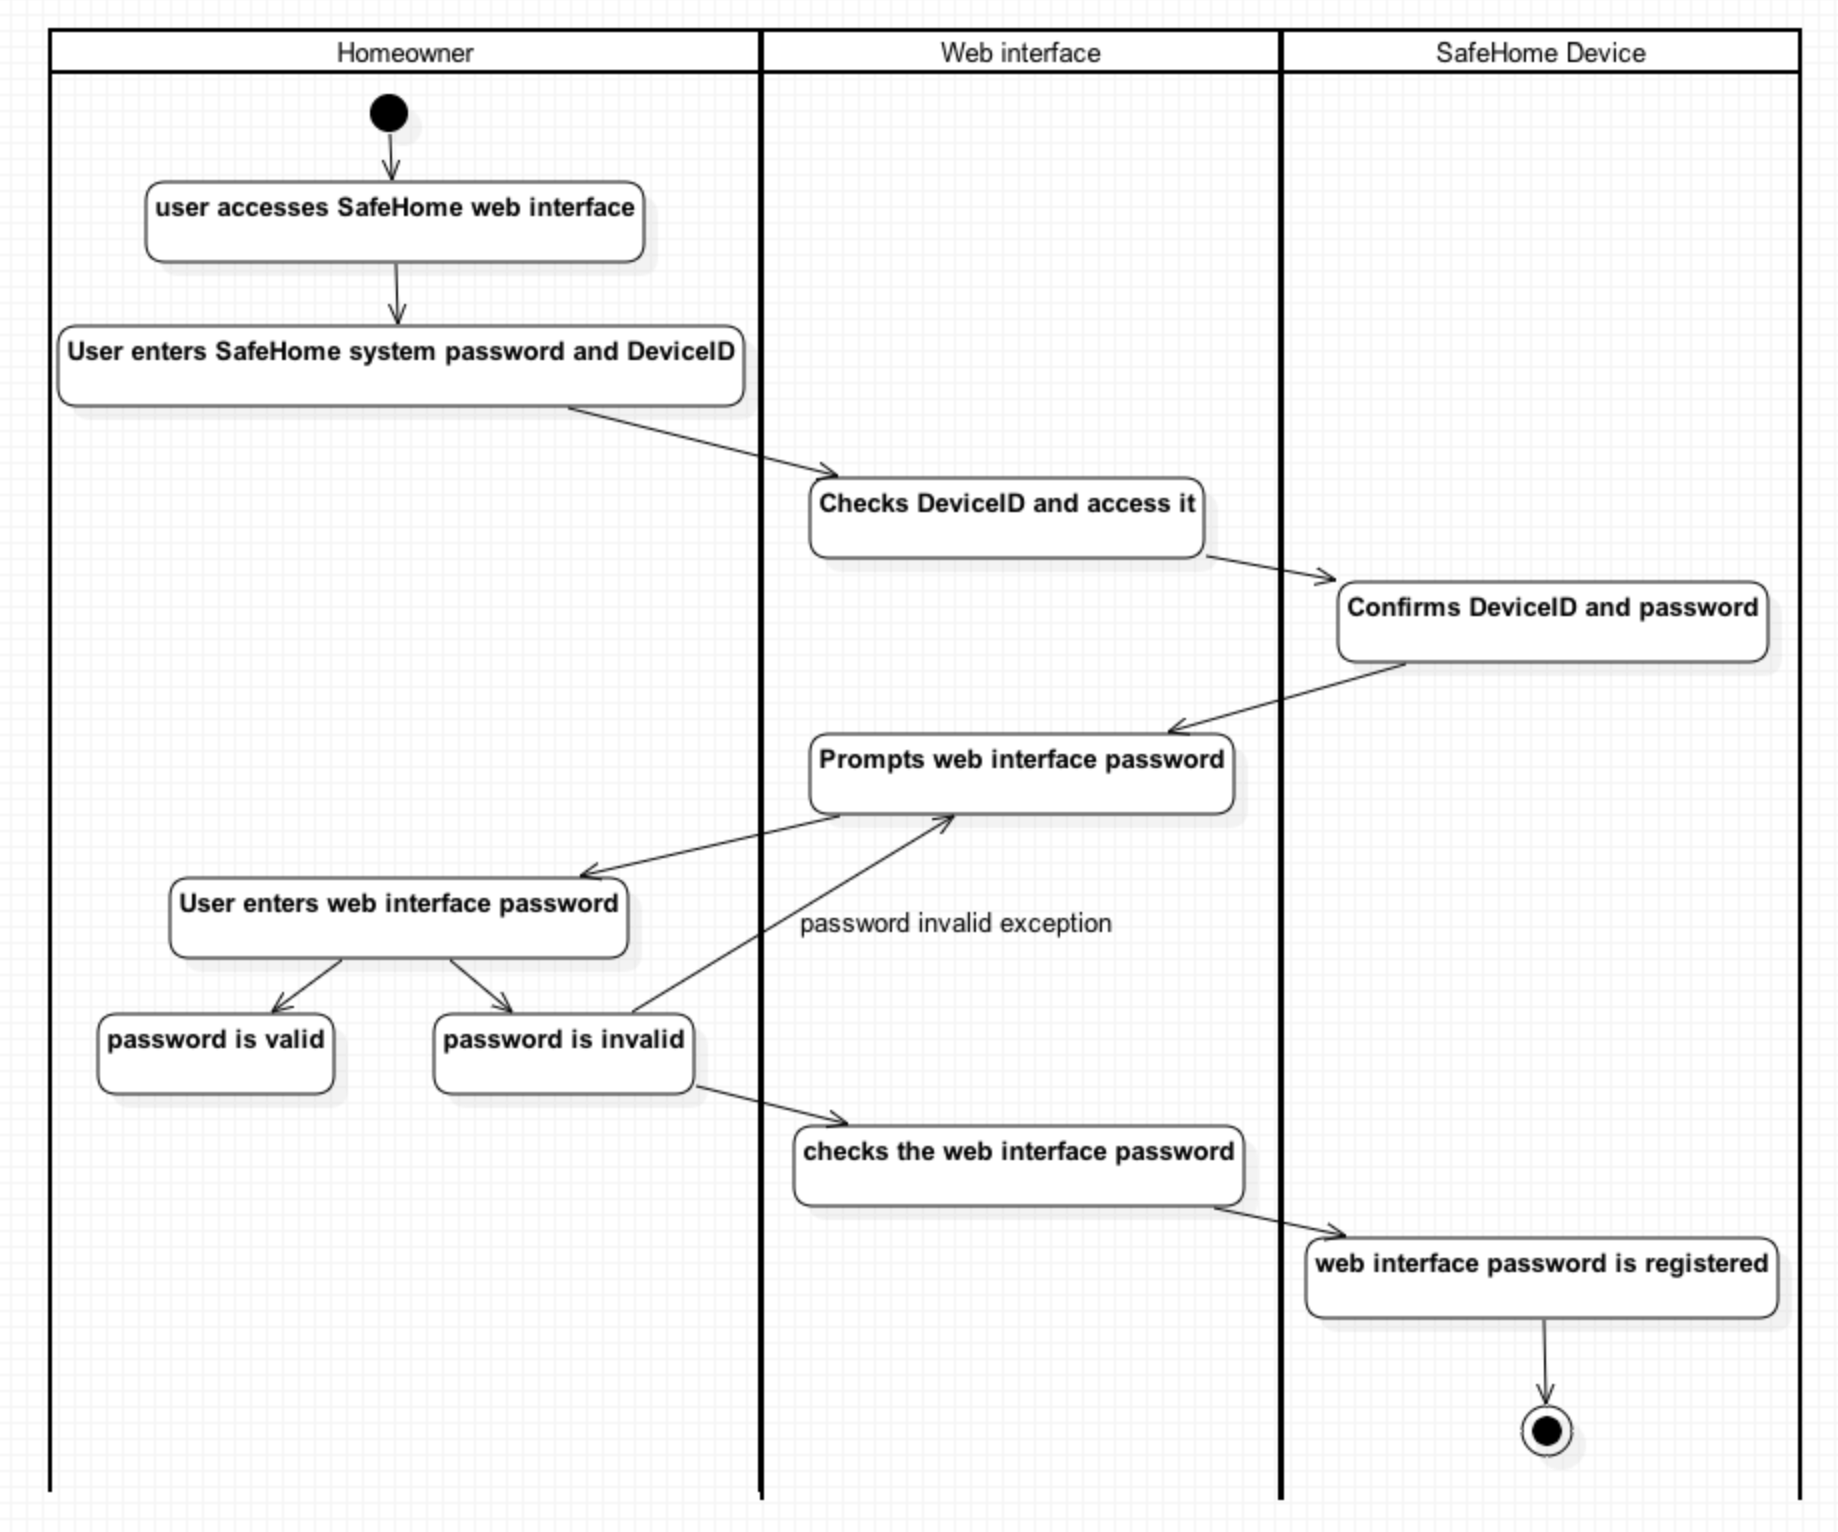 Homeowner
Web interface
SafeHome Device
user accesses SafeHome web interface
User enters SafeHome system password and DeviceID
Checks DeviceID and access it
Confirms DeviceID and password
Prompts web interface password
User enters web interface password
password invalid exception
password is valid
password is invalid
checks the web interface password
web interface password is registered